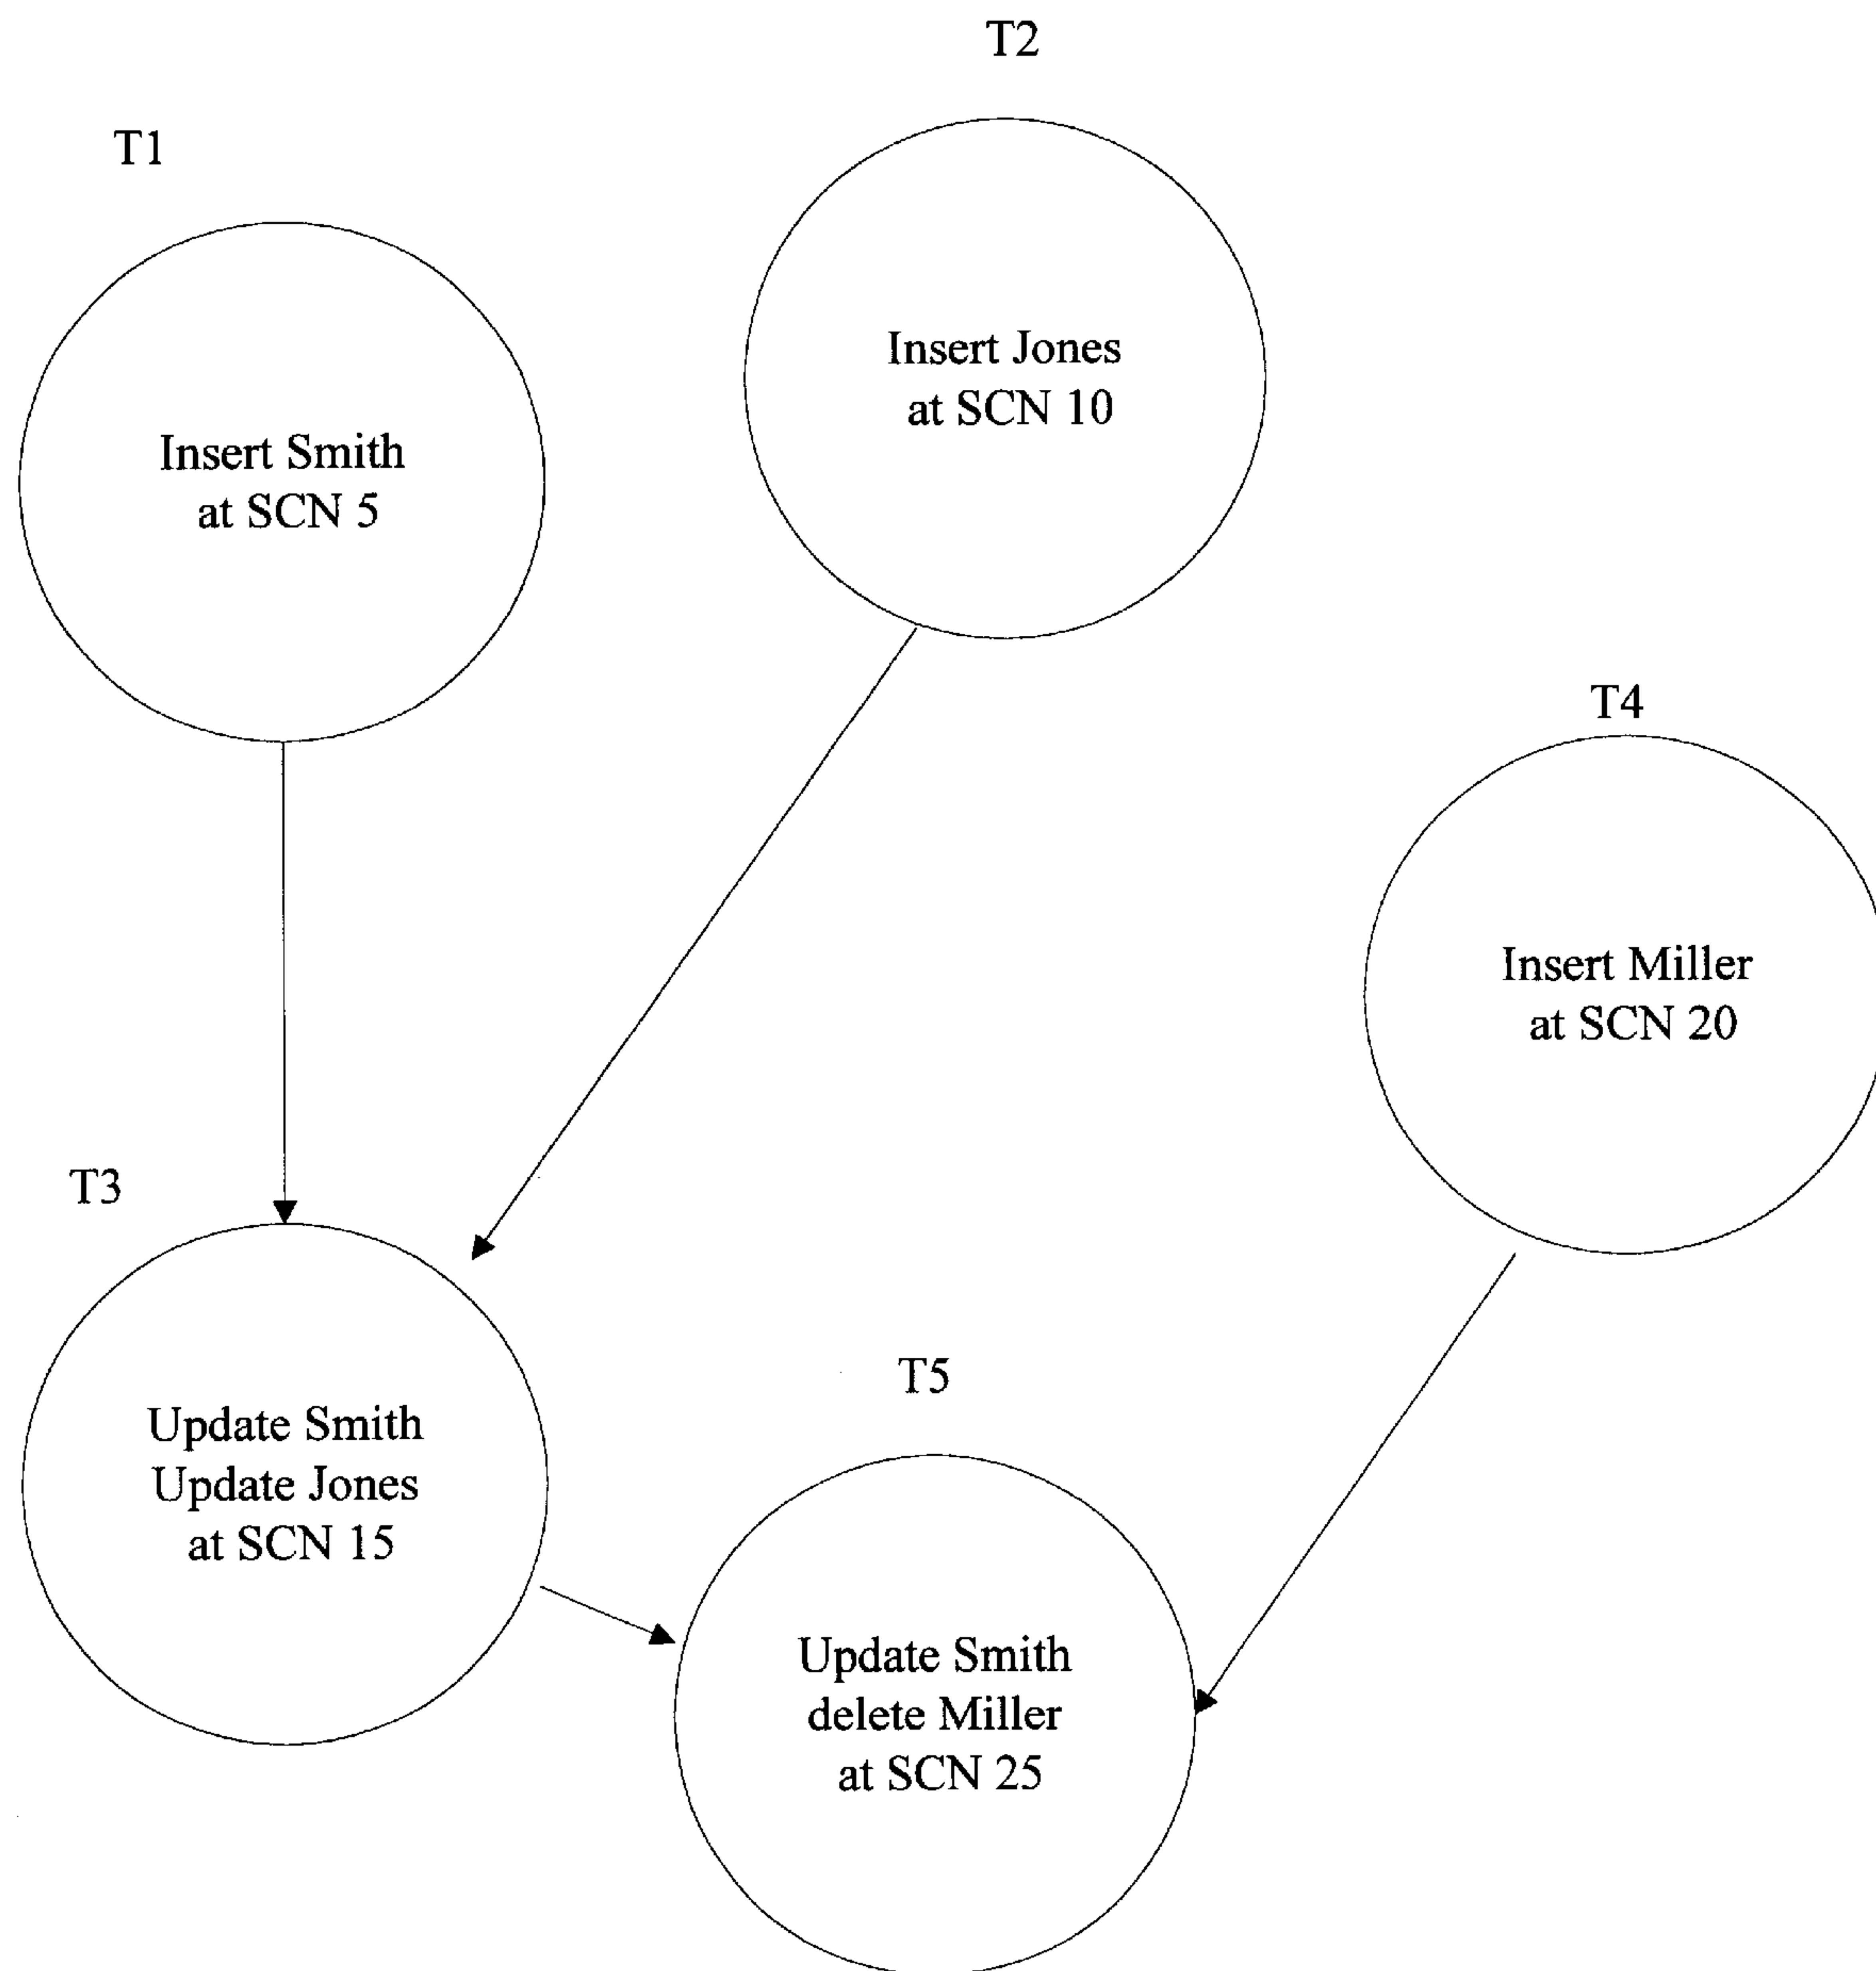 T2
T1
Insert Jones
at SCN 10
Insert Smith
at SCN 5
T4
Insert Miller
at SCN 20
T3
T5
Update Smith
Update Jones
at SCN 15
Update Smith
delete Miller
at SCN 25